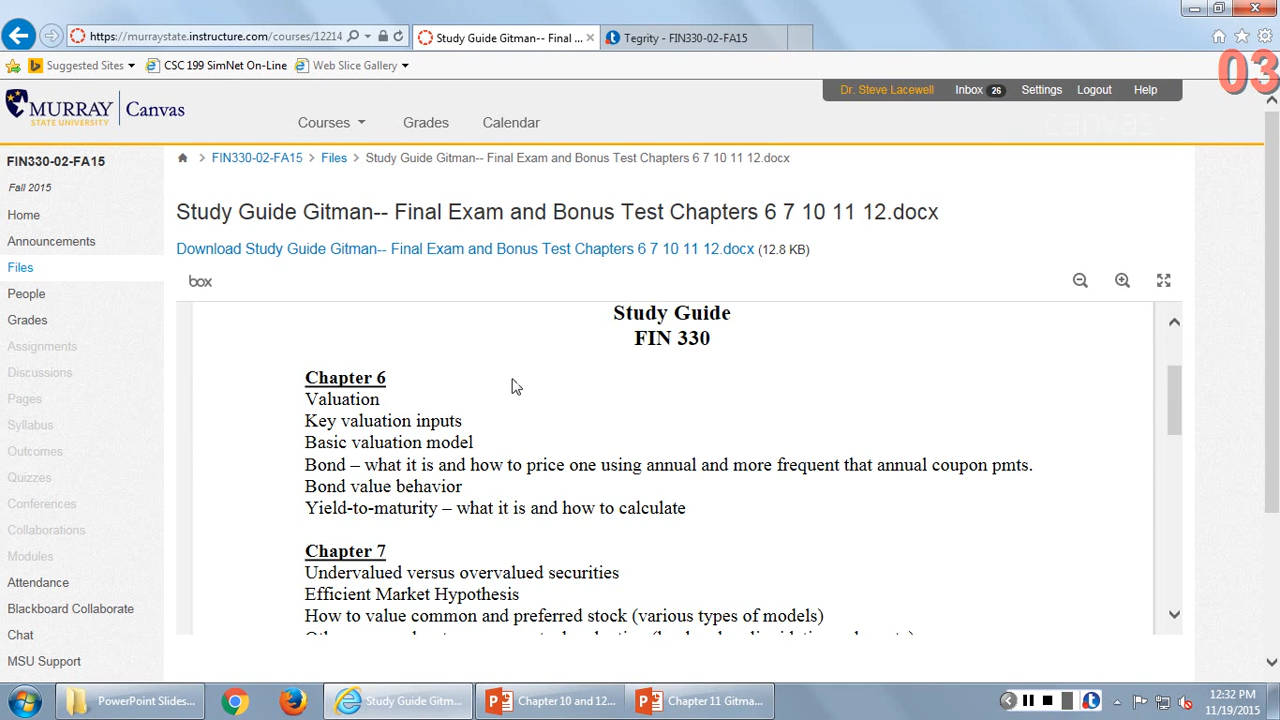 https://murraystate.instructure.com/courses/12214
Study Guide Gitman-- Final ...
Tegrity - FIN330-02-FA15
Suggested Sites
CSC 199 SimNet On-Line
Web Slice Gallery
03
MURRAY
STATE UNIVERSITY
Canvas
Dr. Steve Lacewell
Inbox 26
Settings
Logout
Help
canvas
Courses
Grades
Calendar
FIN330-02-FA15
Fall 2015
Home
Announcements
Files
People
Grades
Assignments
Discussions
Pages
Syllabus
Outcomes
Quizzes
Conferences
Collaborations
Modules
Attendance
Blackboard Collaborate
Chat
MSU Support
FIN330-02-FA15
Files
Study Guide Gitman-- Final Exam and Bonus Test Chapters 6 7 10 11 12.docx
Study Guide Gitman-- Final Exam and Bonus Test Chapters 6 7 10 11 12.docx
Download Study Guide Gitman-- Final Exam and Bonus Test Chapters 6 7 10 11 12.docx (12.8 KB)
box
Study Guide
FIN 330
Chapter 6
Valuation
Key valuation inputs
Basic valuation model
Bond – what it is and how to price one using annual and more frequent that annual coupon pmts.
Bond value behavior
Yield-to-maturity – what it is and how to calculate
Chapter 7
Undervalued versus overvalued securities
Efficient Market Hypothesis
How to value common and preferred stock (various types of models)
PowerPoint Slides...
Study Guide Gitm...
Chapter 10 and 12...
Chapter 11 Gitma...
12:32 PM
11/19/2015